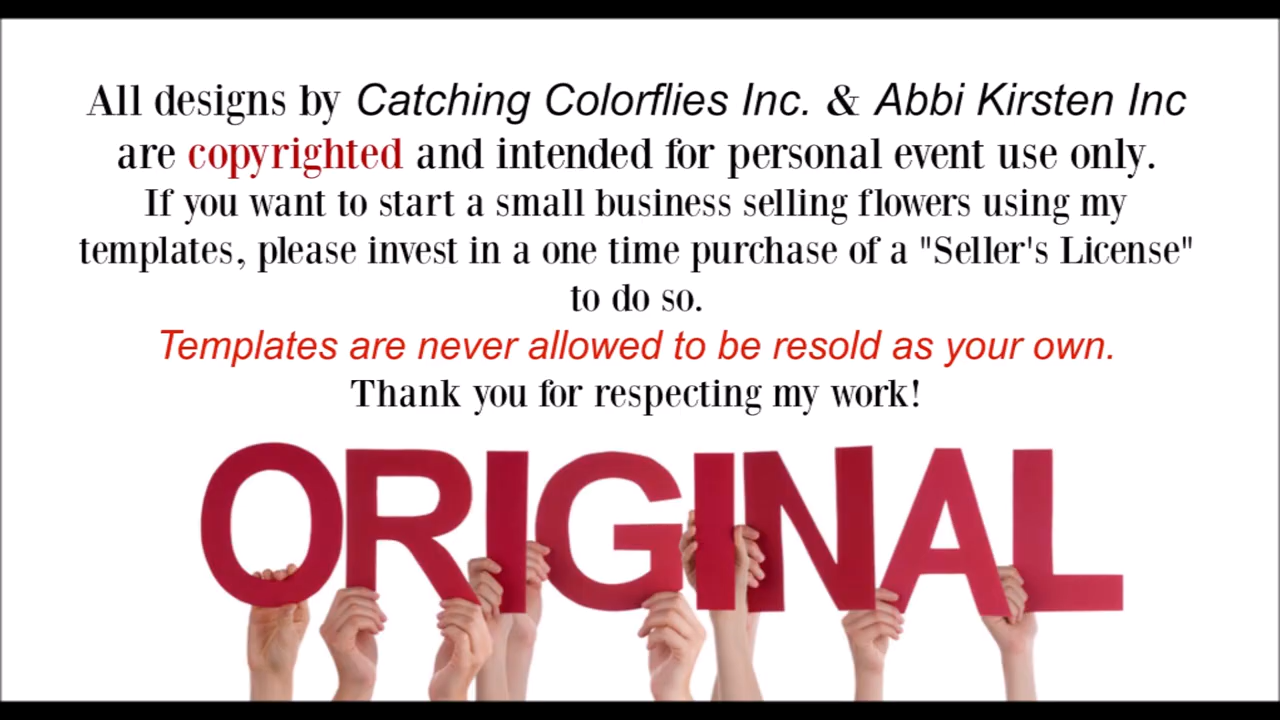 All designs by Catching Colorflies Inc. & Abbi Kirsten Inc
are copyrighted and intended for personal event use only.
If you want to start a small business selling flowers using my
templates, please invest in a one time purchase of a "Seller's License"
to do so.
Templates are never allowed to be resold as your own.
Thank you for respecting my work!
ORIGINAL